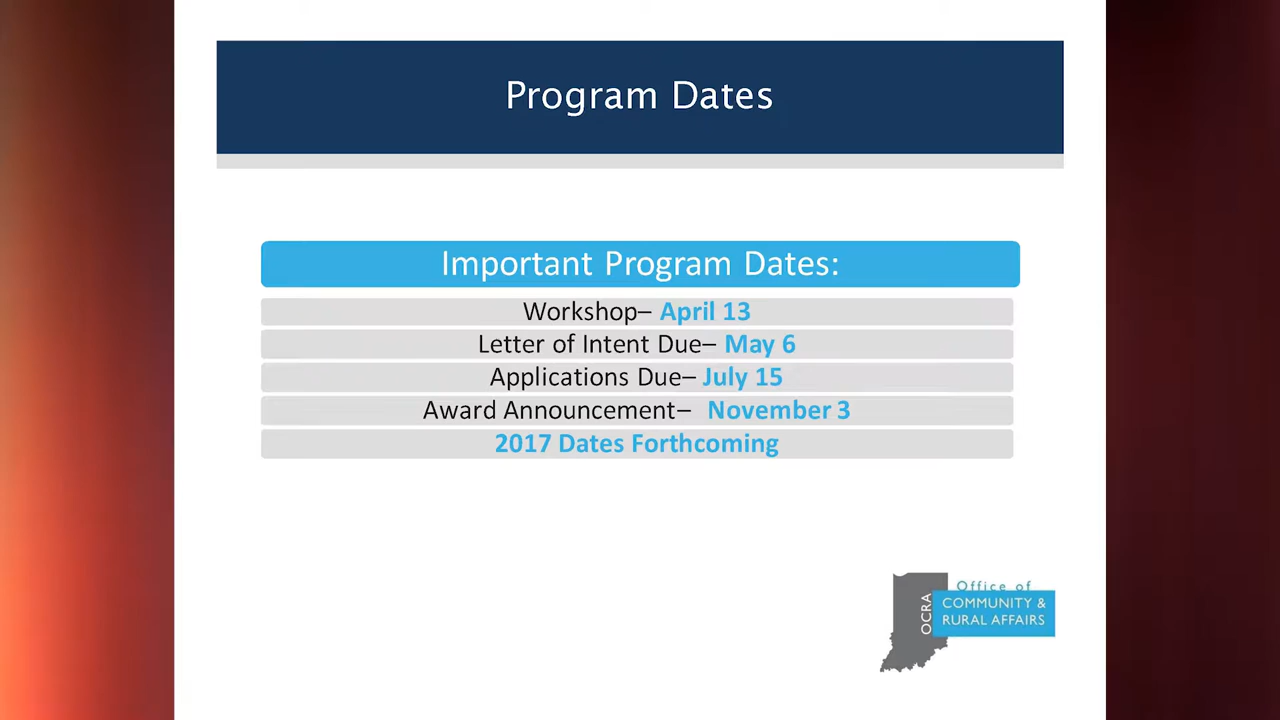 Program Dates
Important Program Dates:
Workshop– April 13
Letter of Intent Due– May 6
Applications Due– July 15
Award Announcement– November 3
2017 Dates Forthcoming
OCRA
Office of
COMMUNITY &
RURAL AFFAIRS